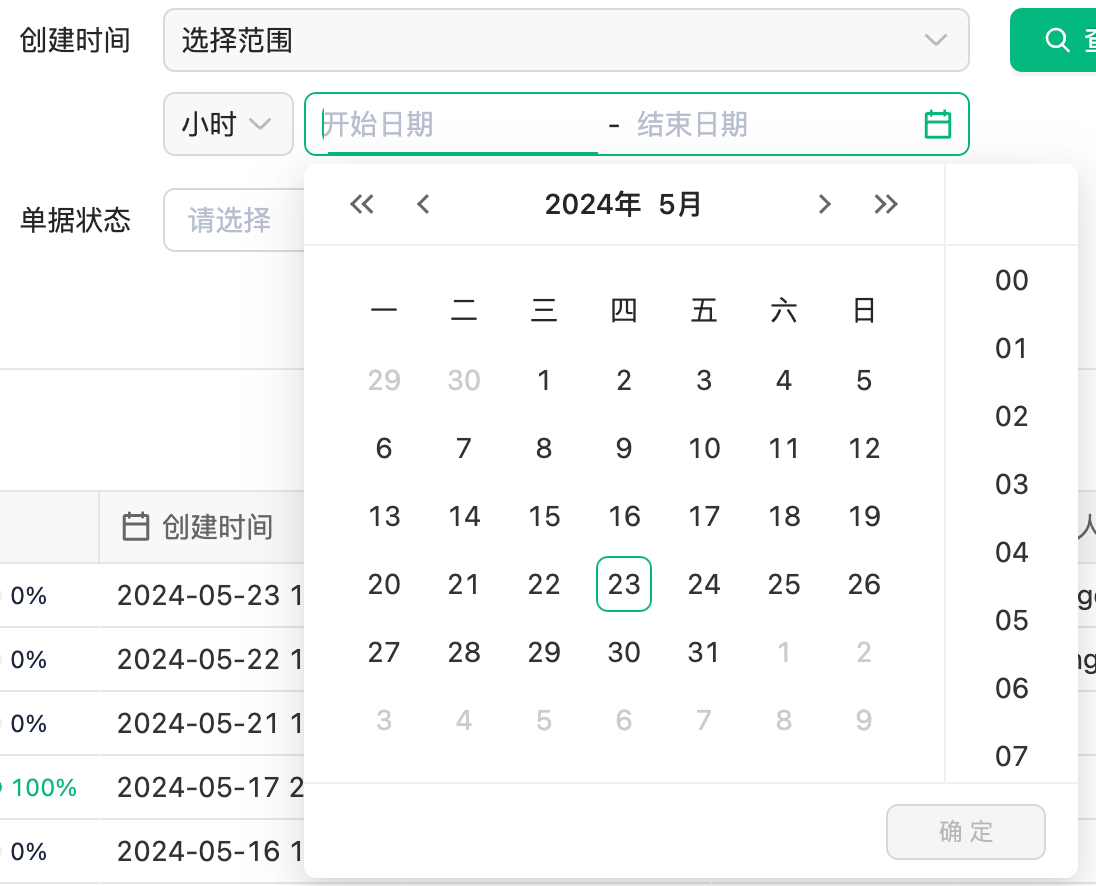 创建时间 选择范围
小时 开始日期 - 结束日期
单据状态 请选择
2024年 5月
一 二 三 四 五 六 日
29 30 1 2 3 4 5
6 7 8 9 10 11 12
13 14 15 16 17 18 19
20 21 22 23 24 25 26
27 28 29 30 31 1 2
3 4 5 6 7 8 9
00
01
02
03
04
05
06
07
确定
创建时间
0% 2024-05-23 1
0% 2024-05-22 1
0% 2024-05-21 1
100% 2024-05-17 2
0% 2024-05-16 1